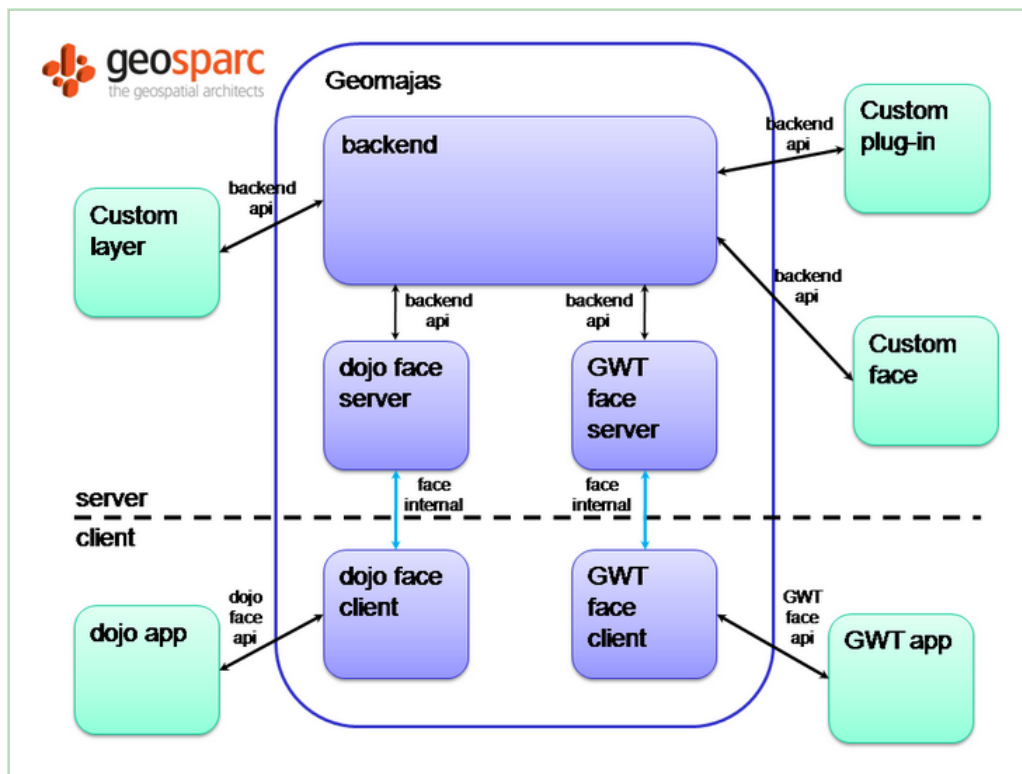 geosparc
the geospatial architects
Geomajas
backend
Custom
plug-in
backend
api
Custom
layer
backend
api
backend
api
backend
api
backend
api
Custom
face
dojo face
server
GWT
face
server
face
internal
face
internal
server
client
dojo face
client
GWT
face
client
dojo
face
api
dojo app
GWT
face
api
GWT app